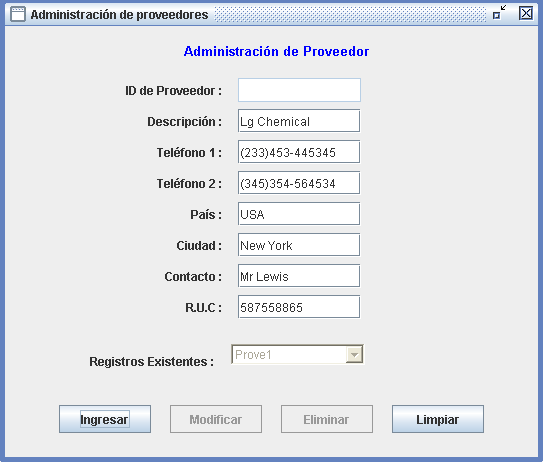 Administración de proveedores
Administración de Proveedor
ID de Proveedor :
Descripción : Lg Chemical
Teléfono 1 : (233)453-445345
Teléfono 2 : (345)354-564534
País : USA
Ciudad : New York
Contacto : Mr Lewis
R.U.C : 587558865
Registros Existentes : Prove1
Ingresar Modificar Eliminar Limpiar